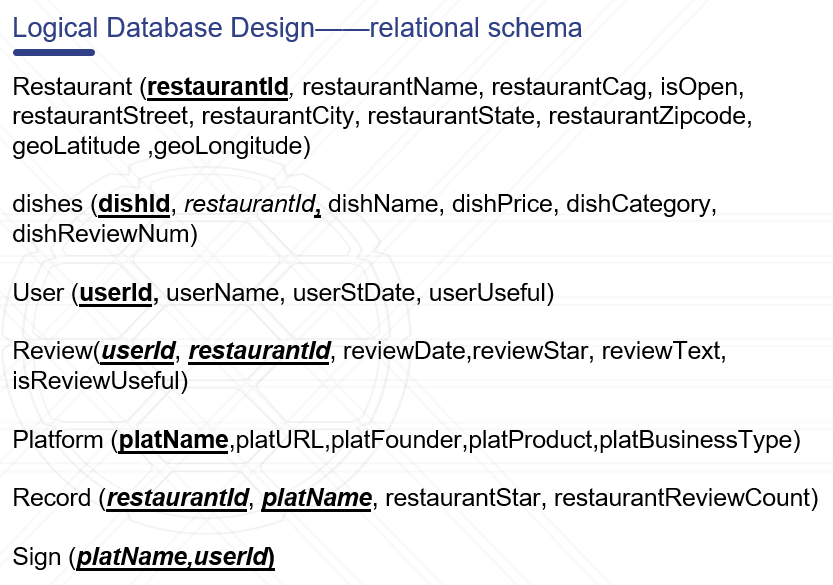 Logical Database Design——relational schema
Restaurant (restaurantId, restaurantName, restaurantCag, isOpen,
restaurantStreet, restaurantCity, restaurantState, restaurantZipcode,
geoLatitude ,geoLongitude)
dishes (dishId, restaurantId, dishName, dishPrice, dishCategory,
dishReviewNum)
User (userId, userName, userStDate, userUseful)
Review(userId, restaurantId, reviewDate,reviewStar, reviewText,
isReviewUseful)
Platform (platName,platURL,platFounder,platProduct,platBusinessType)
Record (restaurantId, platName, restaurantStar, restaurantReviewCount)
Sign (platName,userId)